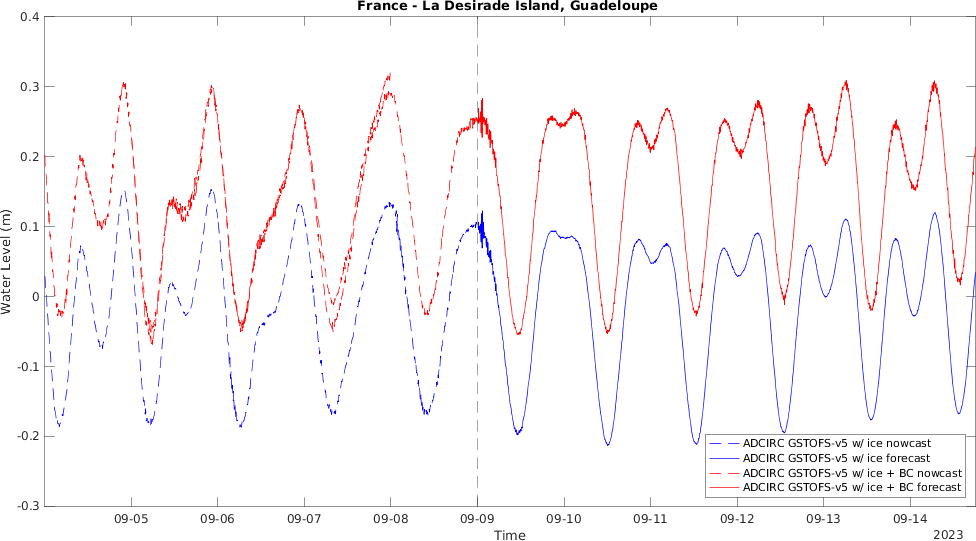 France - La Desirade Island, Guadeloupe
0.4
0.3
0.2
0.1
0
-0.1
-0.2
-0.3
Water Level (m)
ADCIRC GSTOFS-v5 w/ ice nowcast
ADCIRC GSTOFS-v5 w/ ice forecast
ADCIRC GSTOFS-v5 w/ ice + BC nowcast
ADCIRC GSTOFS-v5 w/ ice + BC forecast
09-05 09-06 09-07 09-08 09-09 09-10 09-11 09-12 09-13 09-14
Time
2023